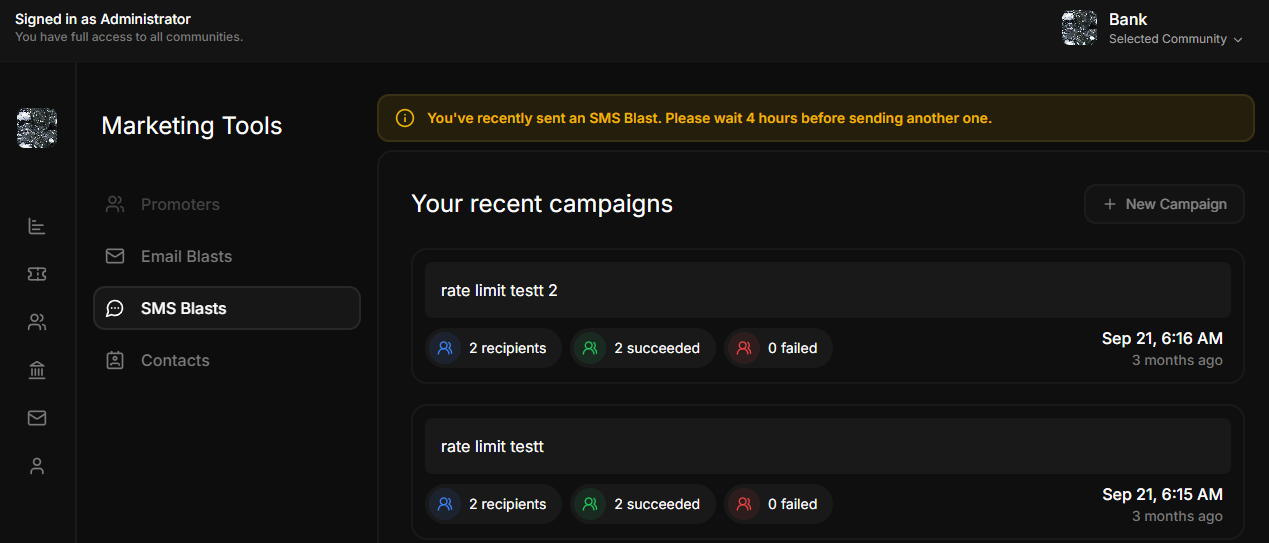 Signed in as Administrator
You have full access to all communities.
Bank
Selected Community
Marketing Tools
Promoters
Email Blasts
SMS Blasts
Contacts
You've recently sent an SMS Blast. Please wait 4 hours before sending another one.
Your recent campaigns
+ New Campaign
rate limit testt 2
2 recipients
2 succeeded
0 failed
Sep 21, 6:16 AM
3 months ago
rate limit testt
2 recipients
2 succeeded
0 failed
Sep 21, 6:15 AM
3 months ago